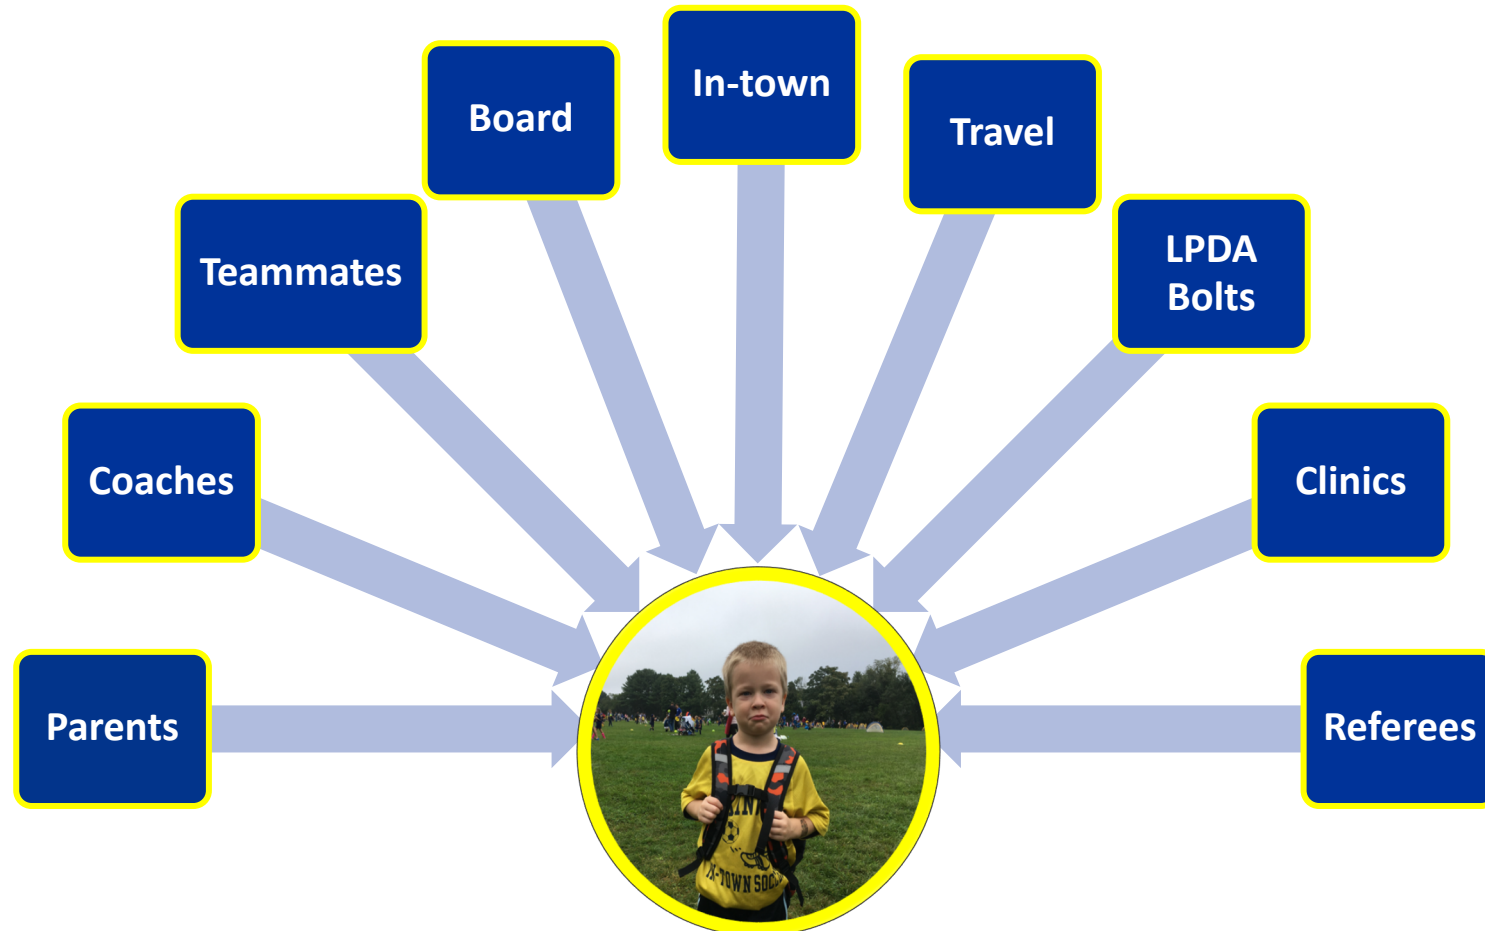 In-town
Board
Travel
LPDA
Bolts
Teammates
Coaches
Clinics
Parents
Referees